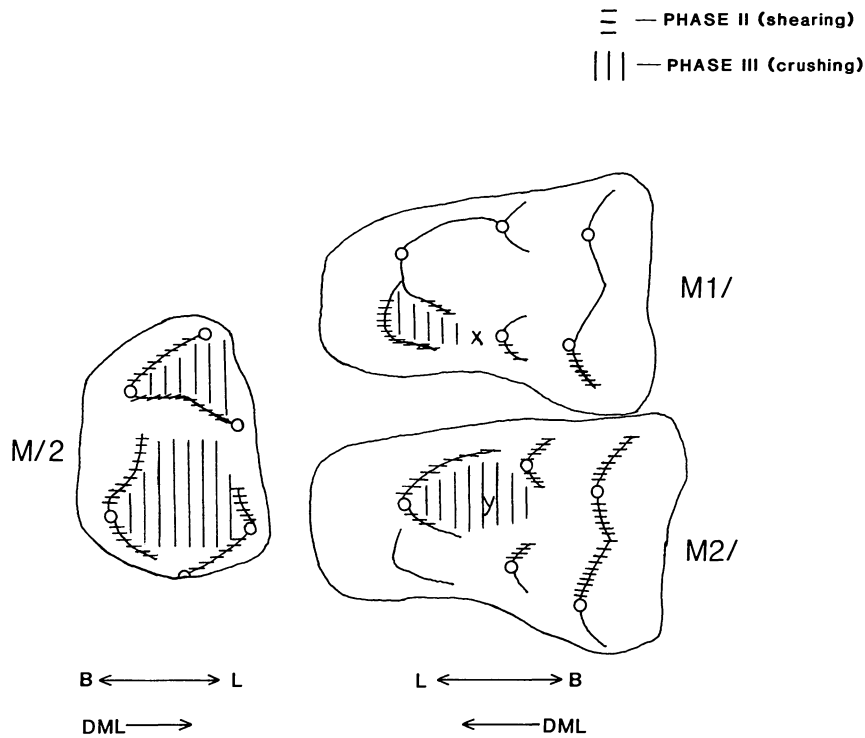 — PHASE II (shearing)
— PHASE III (crushing)
M1/
x
M/2
y
M2/
B L
L B
DML
DML